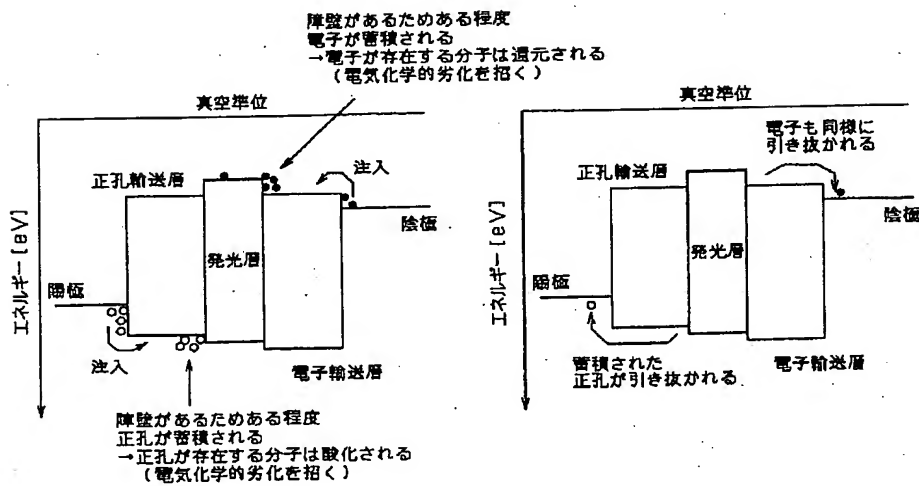 障壁があるためある程度
電子が蓄積される
→電子が存在する分子は還元される
(電気化学的劣化を招く)
真空準位
注入
正孔輸送層
陰極
発光層
エネルギー[eV]
陽極
注入
電子輸送層
障壁があるためある程度
正孔が蓄積される
→正孔が存在する分子は酸化される
(電気化学的劣化を招く)
真空準位
電子も同様に
引き抜かれる
正孔輸送層
陰極
発光層
エネルギー[eV]
陽極
蓄積された
正孔が引き抜かれる
電子輸送層